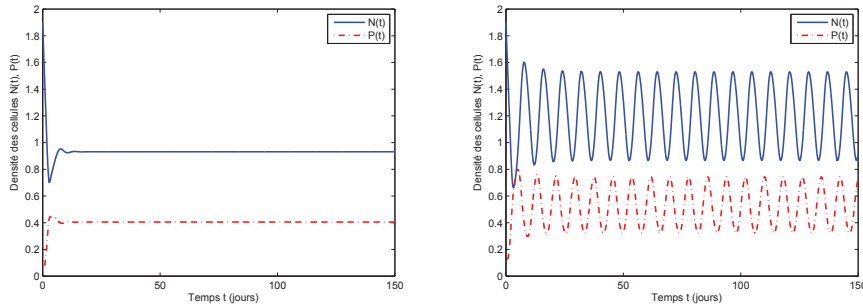 2
1.8
1.6
1.4
1.2
1
0.8
0.6
0.4
0.2
0
0 50 100 150
Densité des cellules N(t), P(t)
Temps t (jours)
N(t)
P(t)
2
1.8
1.6
1.4
1.2
1
0.8
0.6
0.4
0.2
0
0 50 100 150
Densité des cellules N(t), P(t)
Temps t (jours)
N(t)
P(t)